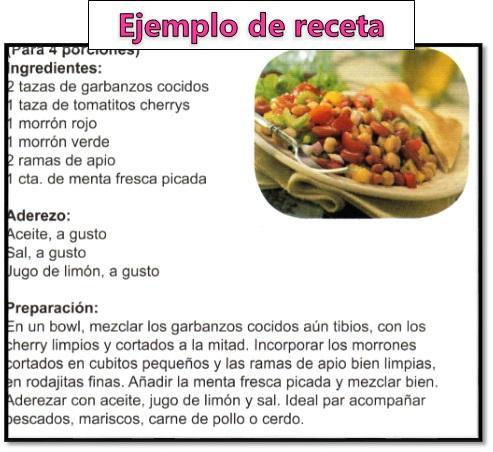 Ejemplo de receta
(Para 4 porciones)
Ingredientes:
2 tazas de garbanzos cocidos
1 taza de tomatitos cherrys
1 morrón rojo
1 morrón verde
2 ramas de apio
1 cta. de menta fresca picada
Aderezo:
Aceite, a gusto
Sal, a gusto
Jugo de limón, a gusto
Preparación:
En un bowl, mezclar los garbanzos cocidos aún tibios, con los
cherry limpios y cortados a la mitad. Incorporar los morrones
cortados en cubitos pequeños y las ramas de apio bien limpias,
en rodajitas finas. Añadir la menta fresca picada y mezclar bien.
Aderezar con aceite, jugo de limón y sal. Ideal par acompañar
pescados, mariscos, carne de pollo o cerdo.